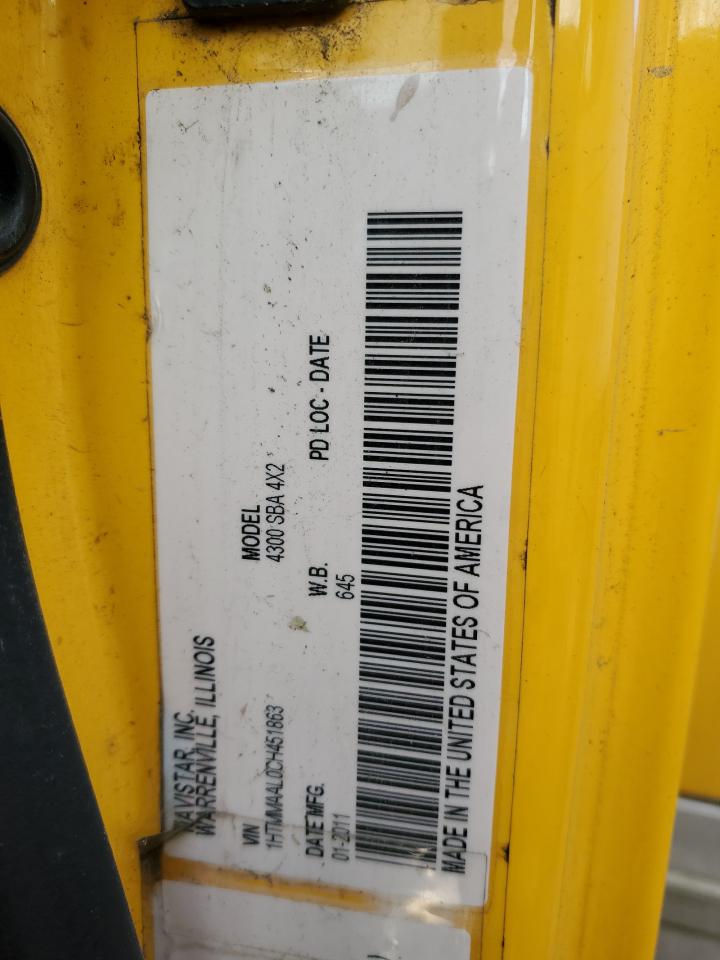 NAVISTAR, INC.
WARRENVILLE, ILLINOIS
VIN MODEL
1HTMMAAL0CH451863 4300 SBA 4X2
DATE MFG. W.B. PD LOC - DATE
01-2011 645
MADE IN THE UNITED STATES OF AMERICA